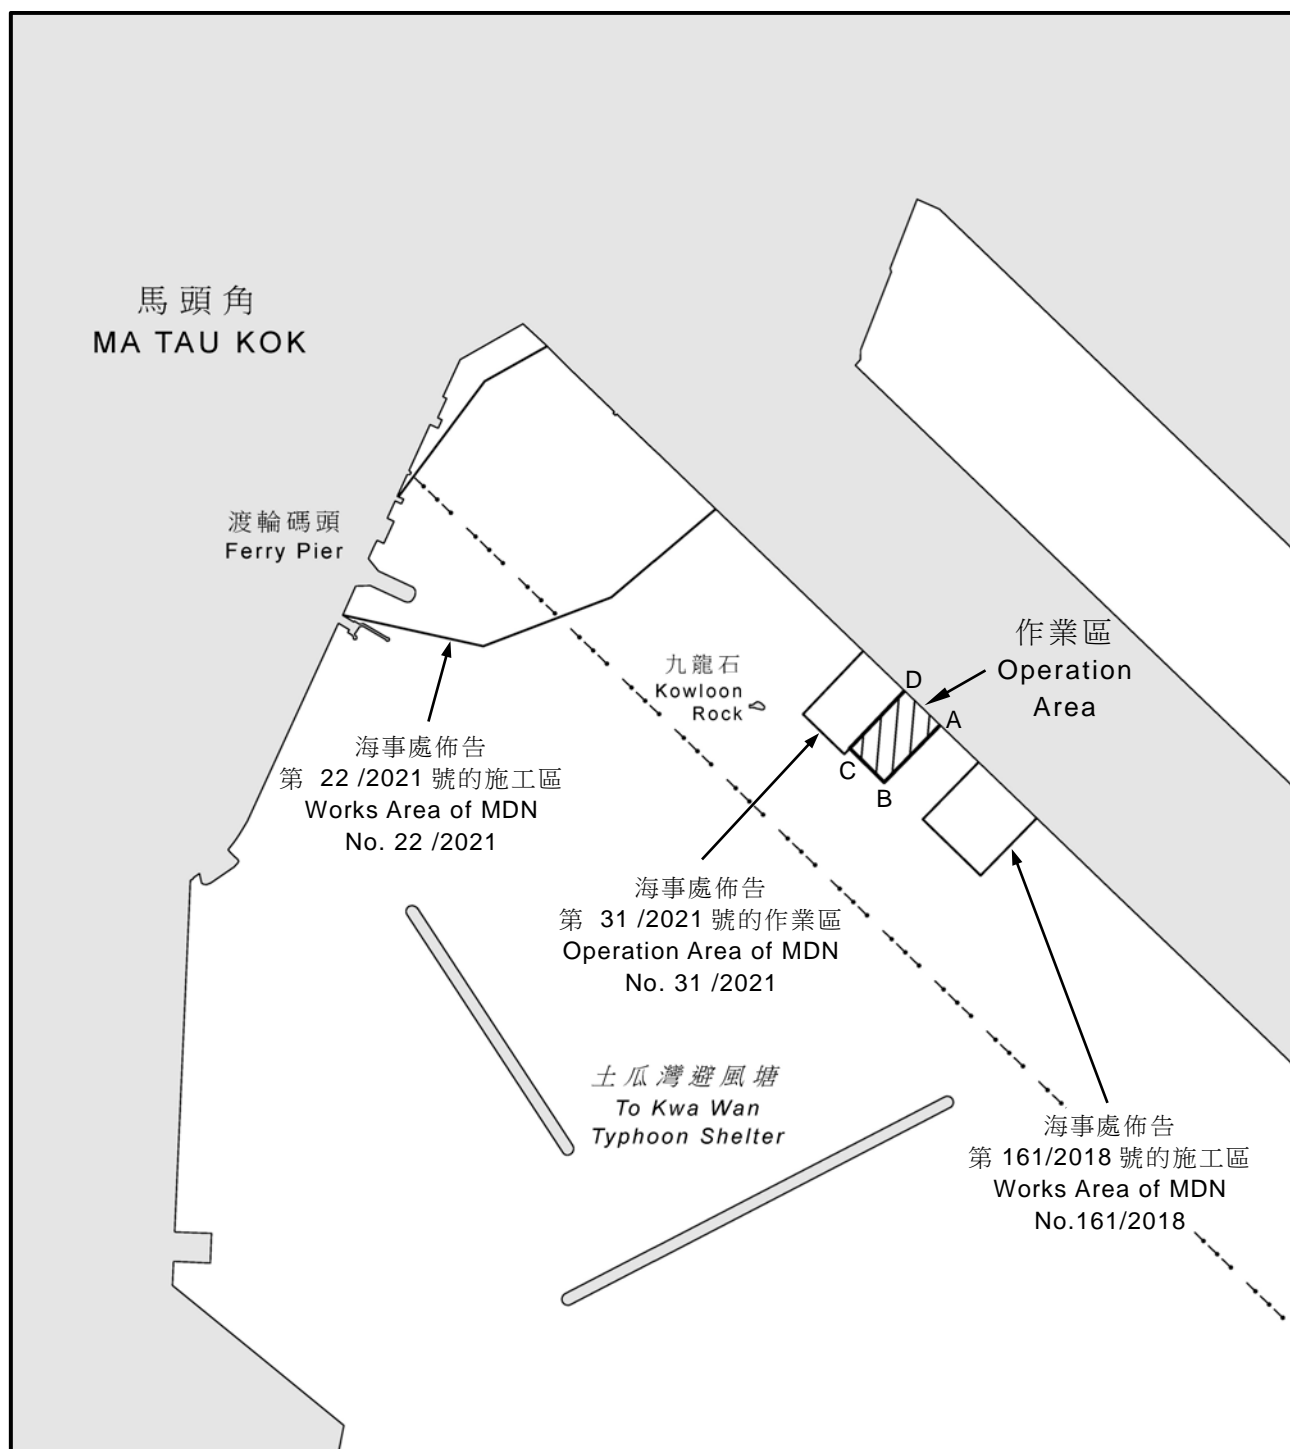 馬頭角
MA TAU KOK
渡輪碼頭
Ferry Pier
九龍石
Kowloon
Rock
作業區
Operation
Area
D
A
C
B
海事處佈告
第 22 /2021 號的施工區
Works Area of MDN
No. 22 /2021
海事處佈告
第 31 /2021 號的作業區
Operation Area of MDN
No. 31 /2021
土瓜灣避風塘
To Kwa Wan
Typhoon Shelter
海事處佈告
第 161/2018 號的施工區
Works Area of MDN
No.161/2018